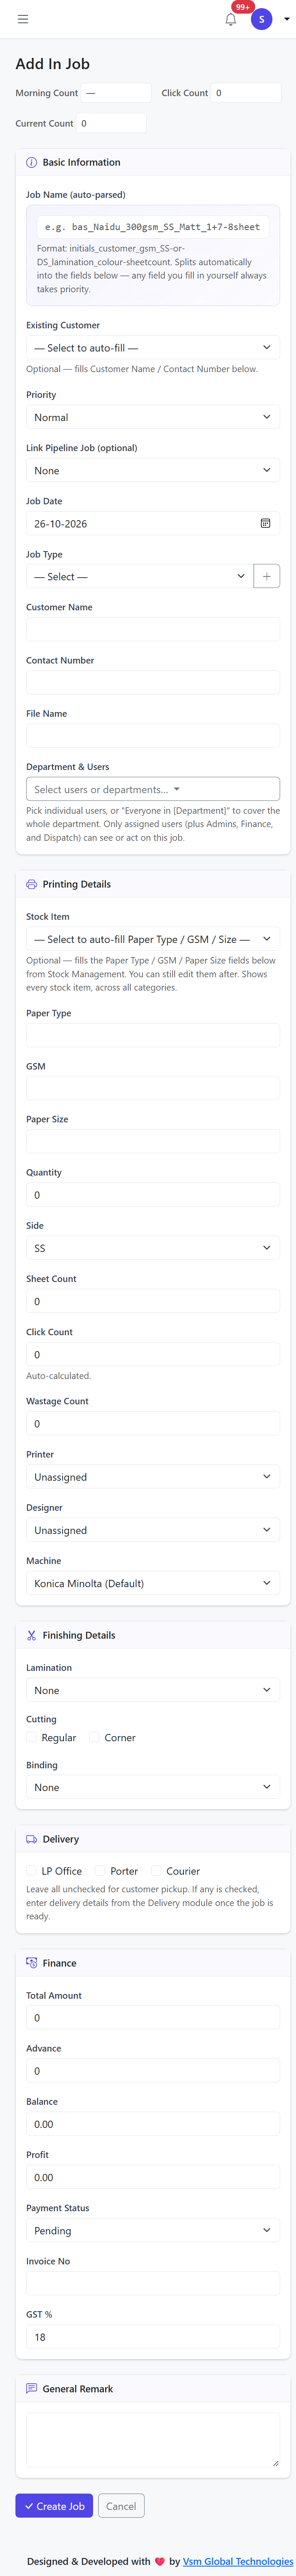 99+
S
Add In Job
Morning Count —
Click Count 0
Current Count 0
Basic Information
Job Name (auto-parsed)
e.g. bas_Naidu_300gsm_SS_Matt_1+7-8sheet
Format: initials_customer_gsm_SS-or-
DS_lamination_colour-sheetcount. Splits automatically
into the fields below — any field you fill in yourself always
takes priority.
Existing Customer
— Select to auto-fill —
Optional — fills Customer Name / Contact Number below.
Priority
Normal
Link Pipeline Job (optional)
None
Job Date
26-10-2026
Job Type
— Select —
Customer Name
Contact Number
File Name
Department & Users
Select users or departments...
Pick individual users, or "Everyone in [Department]" to cover the
whole department. Only assigned users (plus Admins, Finance,
and Dispatch) can see or act on this job.
Printing Details
Stock Item
— Select to auto-fill Paper Type / GSM / Size —
Optional — fills the Paper Type / GSM / Paper Size fields below
from Stock Management. You can still edit them after. Shows
every stock item, across all categories.
Paper Type
GSM
Paper Size
Quantity
0
Side
SS
Sheet Count
0
Click Count
0
Auto-calculated.
Wastage Count
0
Printer
Unassigned
Designer
Unassigned
Machine
Konica Minolta (Default)
Finishing Details
Lamination
None
Cutting
Regular Corner
Binding
None
Delivery
LP Office Porter Courier
Leave all unchecked for customer pickup. If any is checked,
enter delivery details from the Delivery module once the job is
ready.
Finance
Total Amount
0
Advance
0
Balance
0.00
Profit
0.00
Payment Status
Pending
Invoice No
GST %
18
General Remark
Create Job
Cancel
Designed & Developed with ❤️ by Vsm Global Technologies